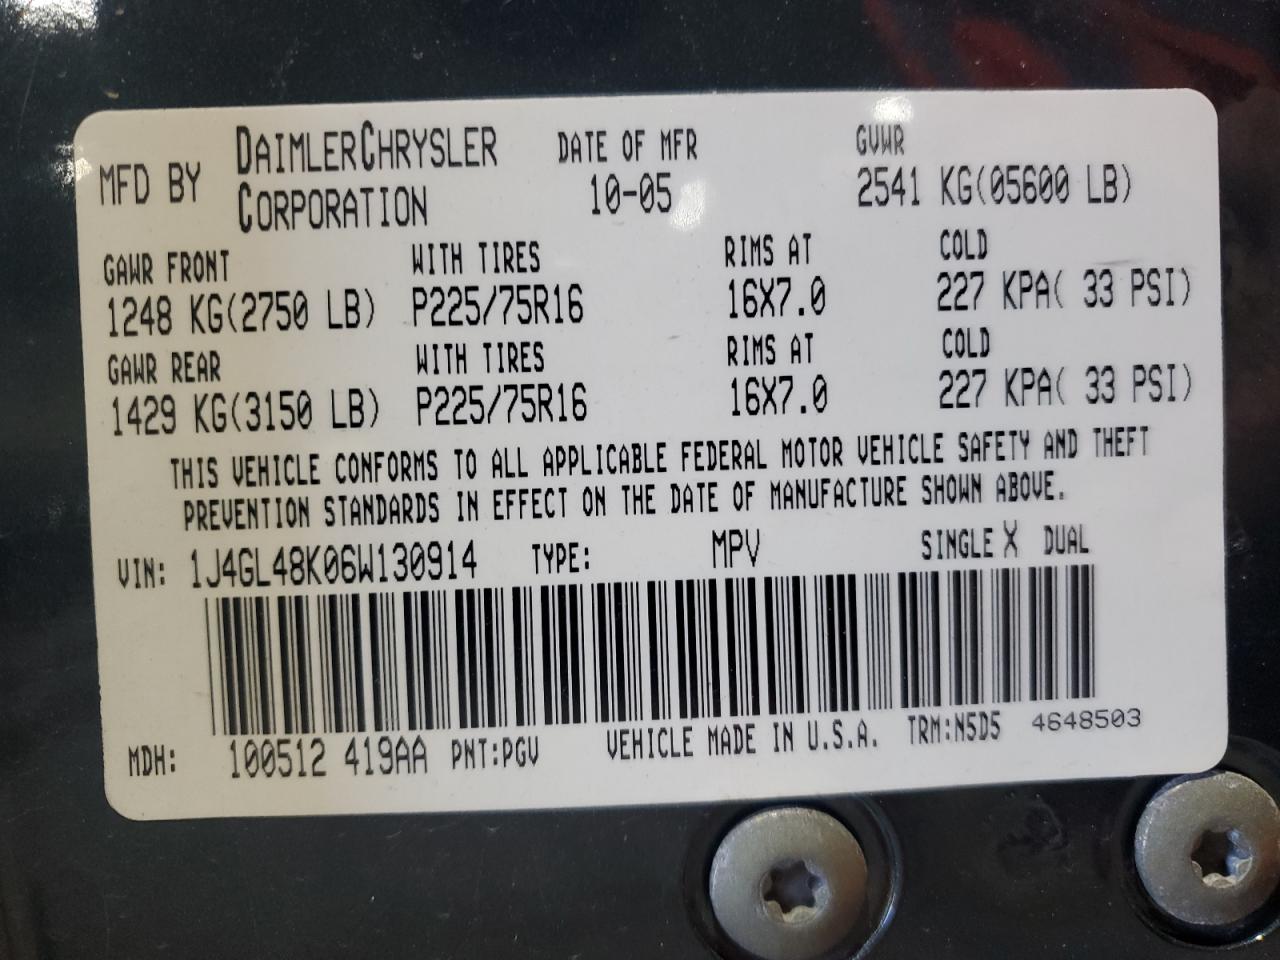 MFD BY DAIMLERCHRYSLER CORPORATION DATE OF MFR 10-05 GVWR 2541 KG(05600 LB)
GAWR FRONT WITH TIRES RIMS AT COLD
1248 KG(2750 LB) P225/75R16 16X7.0 227 KPA( 33 PSI)
GAWR REAR WITH TIRES RIMS AT COLD
1429 KG(3150 LB) P225/75R16 16X7.0 227 KPA( 33 PSI)
THIS VEHICLE CONFORMS TO ALL APPLICABLE FEDERAL MOTOR VEHICLE SAFETY AND THEFT
PREVENTION STANDARDS IN EFFECT ON THE DATE OF MANUFACTURE SHOWN ABOVE.
VIN: 1J4GL48K06W130914 TYPE: MPV SINGLE X DUAL
MDH: 100512 419AA PNT:PGV VEHICLE MADE IN U.S.A. TRM:N5D5 4648503